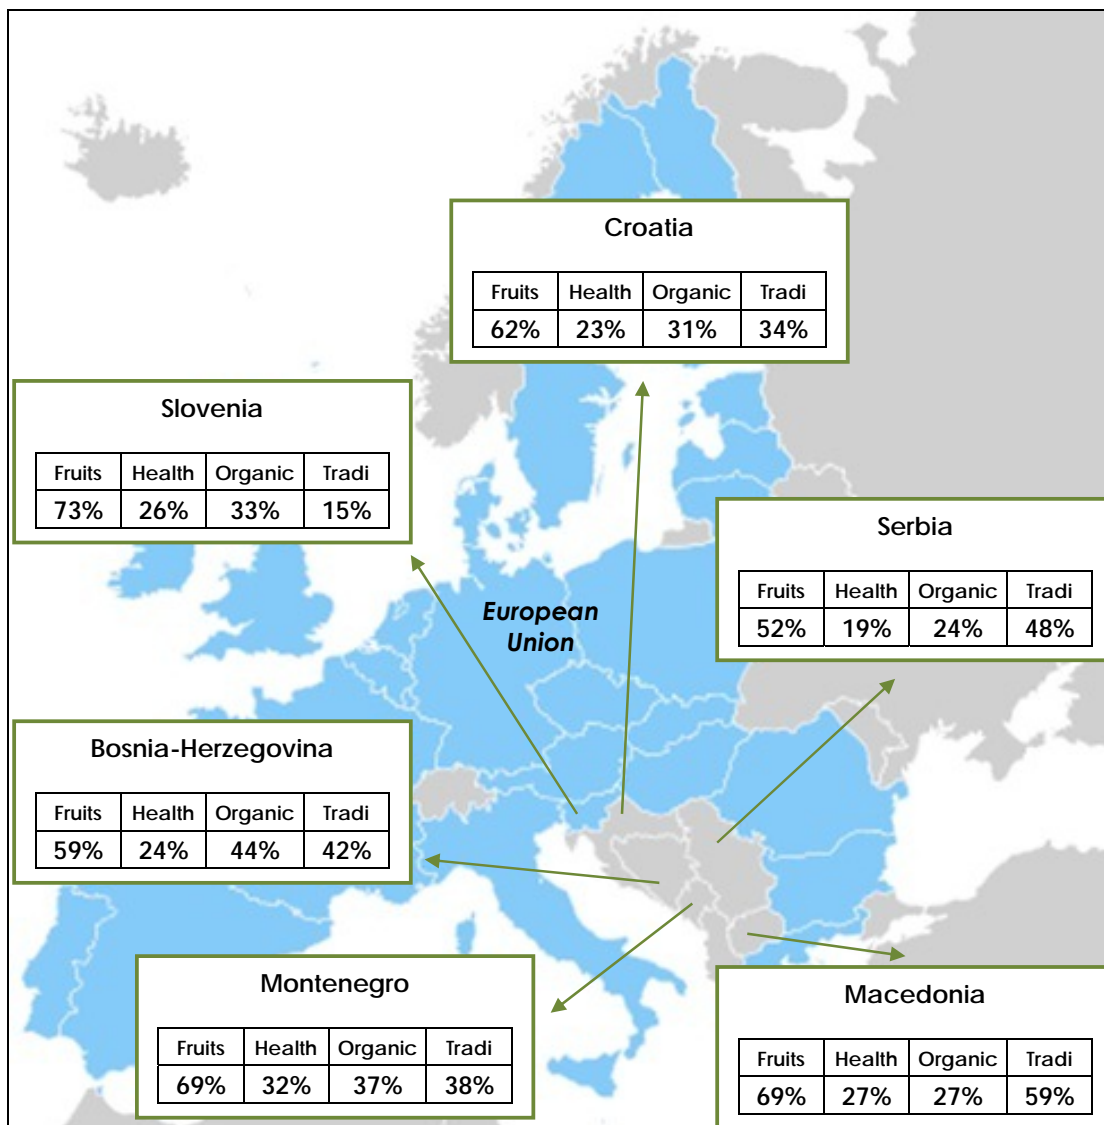 Croatia
Fruits Health Organic Tradi
62% 23% 31% 34%
Slovenia
Fruits Health Organic Tradi
73% 26% 33% 15%
Serbia
Fruits Health Organic Tradi
52% 19% 24% 48%
European
Union
Bosnia-Herzegovina
Fruits Health Organic Tradi
59% 24% 44% 42%
Montenegro
Fruits Health Organic Tradi
69% 32% 37% 38%
Macedonia
Fruits Health Organic Tradi
69% 27% 27% 59%